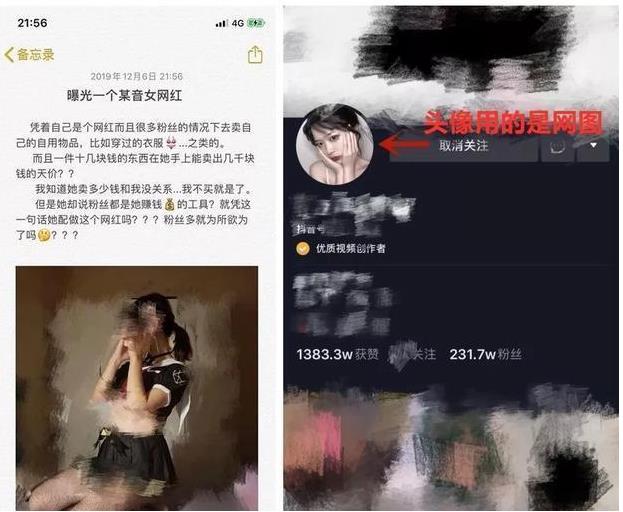 21:56
4G
备忘录
2019年12月6日 21:56
曝光一个某音女网红
凭着自己是个网红而且很多粉丝的情况下去卖自
己的自用物品，比如穿过的衣服👙...之类的。
而且一件十几块钱的东西在她手上能卖出几千块
钱的天价？？
我知道她卖多少钱和我没关系...我不买就是了。
但是她却说粉丝都是她赚钱💰的工具？就凭这
一句话她配做这个网红吗？？？粉丝多就为所欲为
了吗🤔？？？
头像用的是网图
取消关注
抖音号
优质视频创作者
1383.3w获赞 关注 231.7w粉丝